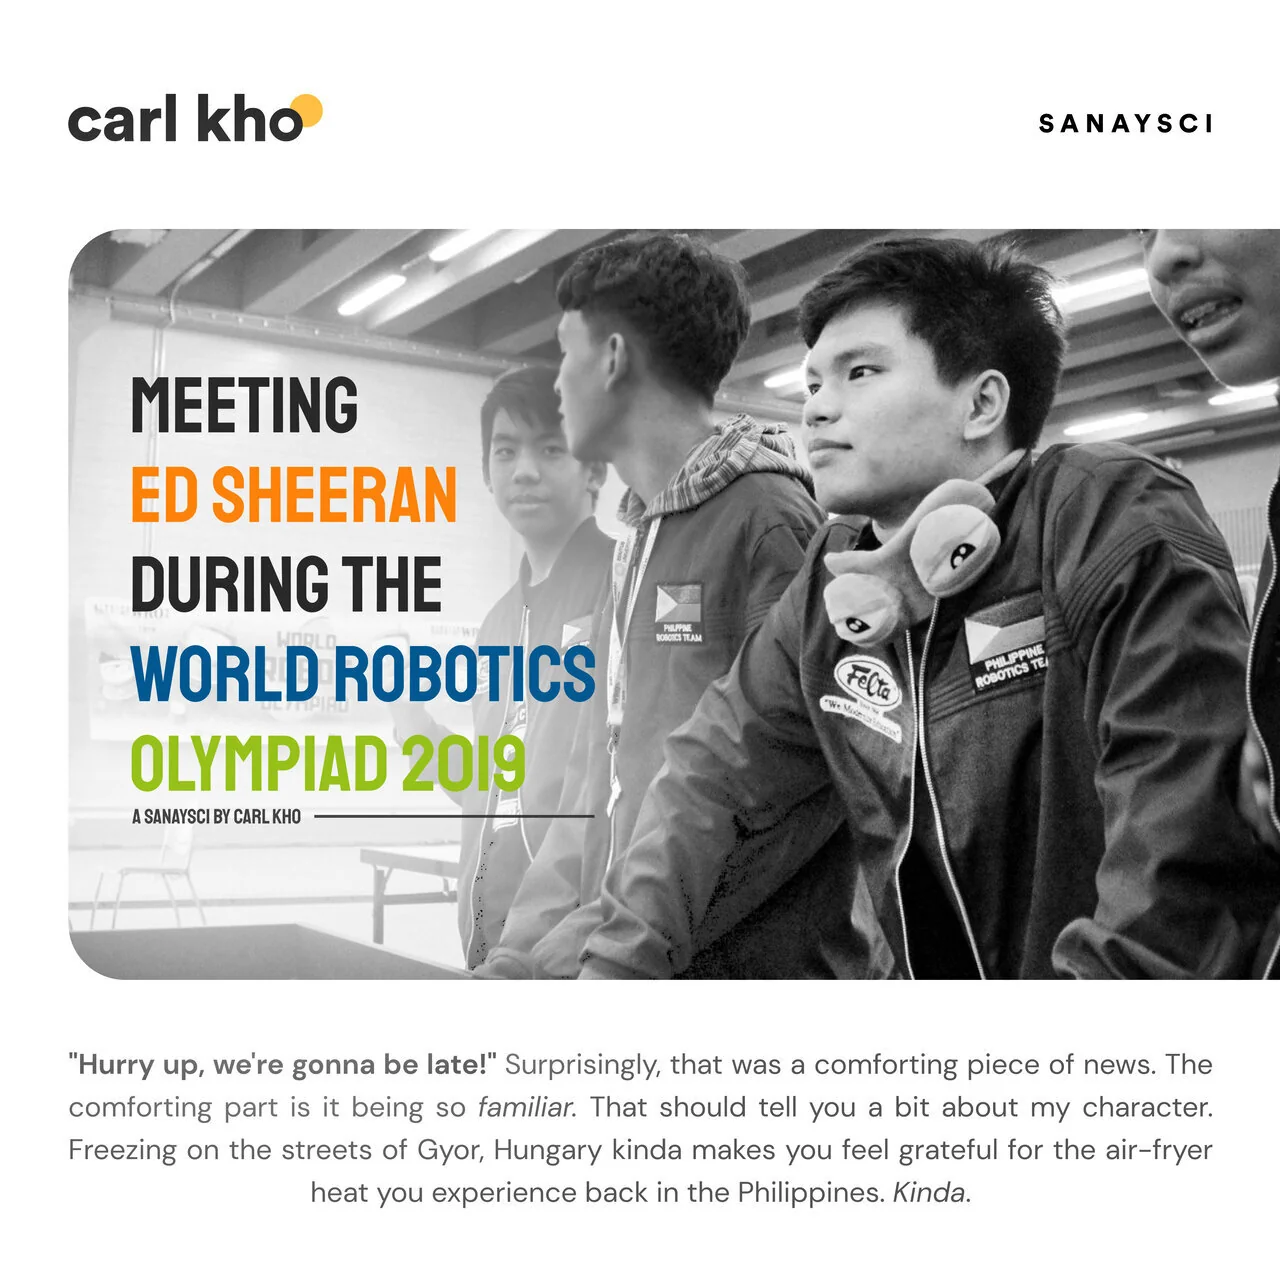 carl kho
SANAYSCI
MEETING
ED SHEERAN
DURING THE
WORLD ROBOTICS
OLYMPIAD 2019
A SANAYSCI BY CARL KHO
WORLD
OLYMPIAD
PHILIPPINE
ROBOTICS TEAM
PHILIPPINE
ROBOTICS TEA
Felta
"Hurry up, we're gonna be late!" Surprisingly, that was a comforting piece of news. The
comforting part is it being so familiar. That should tell you a bit about my character.
Freezing on the streets of Gyor, Hungary kinda makes you feel grateful for the air-fryer
heat you experience back in the Philippines. Kinda.